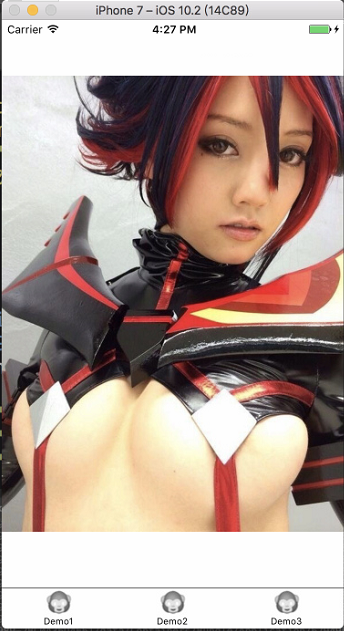 iPhone 7 – iOS 10.2 (14C89)
Carrier 4:27 PM
Demo1 Demo2 Demo3